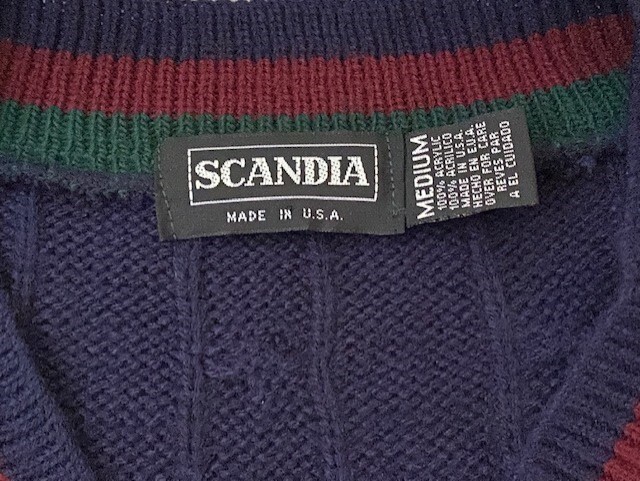 SCANDIA
MADE IN U.S.A.
MEDIUM
100% ACRYLIC
100% ACRILICO
MADE IN U.S.A.
HECHO EN E.U.A.
OVER FOR CARE
REVES PAR
A EL CUIDADO